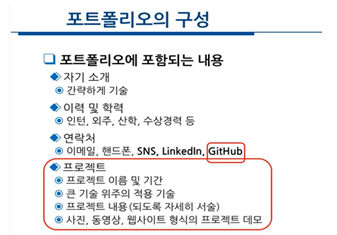 포트폴리오의 구성
포트폴리오에 포함되는 내용
자기 소개
간략하게 기술
이력 및 학력
인턴, 외주, 산학, 수상경력 등
연락처
이메일, 핸드폰, SNS, LinkedIn, GitHub
프로젝트
프로젝트 이름 및 기간
큰 기술 위주의 적용 기술
프로젝트 내용(되도록 자세히 서술)
사진, 동영상, 웹사이트 형식의 프로젝트 데모